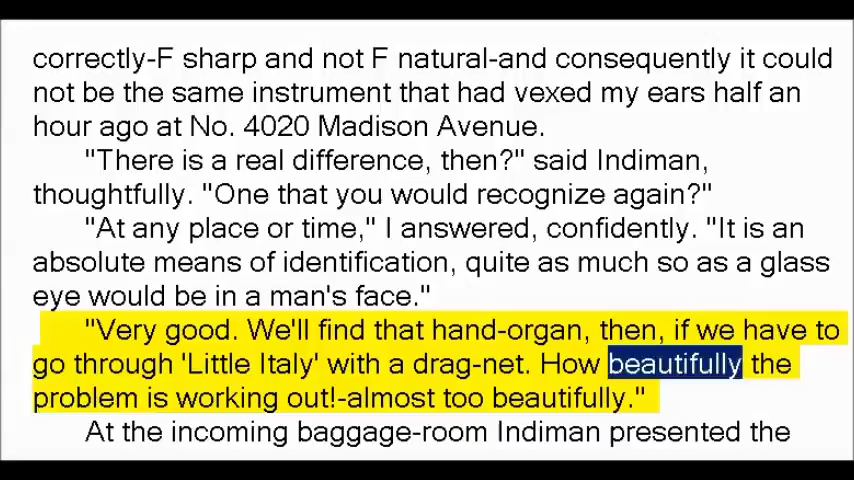 correctly-F sharp and not F natural-and consequently it could
not be the same instrument that had vexed my ears half an
hour ago at No. 4020 Madison Avenue.
"There is a real difference, then?" said Indiman,
thoughtfully. "One that you would recognize again?"
"At any place or time," I answered, confidently. "It is an
absolute means of identification, quite as much so as a glass
eye would be in a man's face."
"Very good. We'll find that hand-organ, then, if we have to
go through 'Little Italy' with a drag-net. How beautifully the
problem is working out!-almost too beautifully."
At the incoming baggage-room Indiman presented the